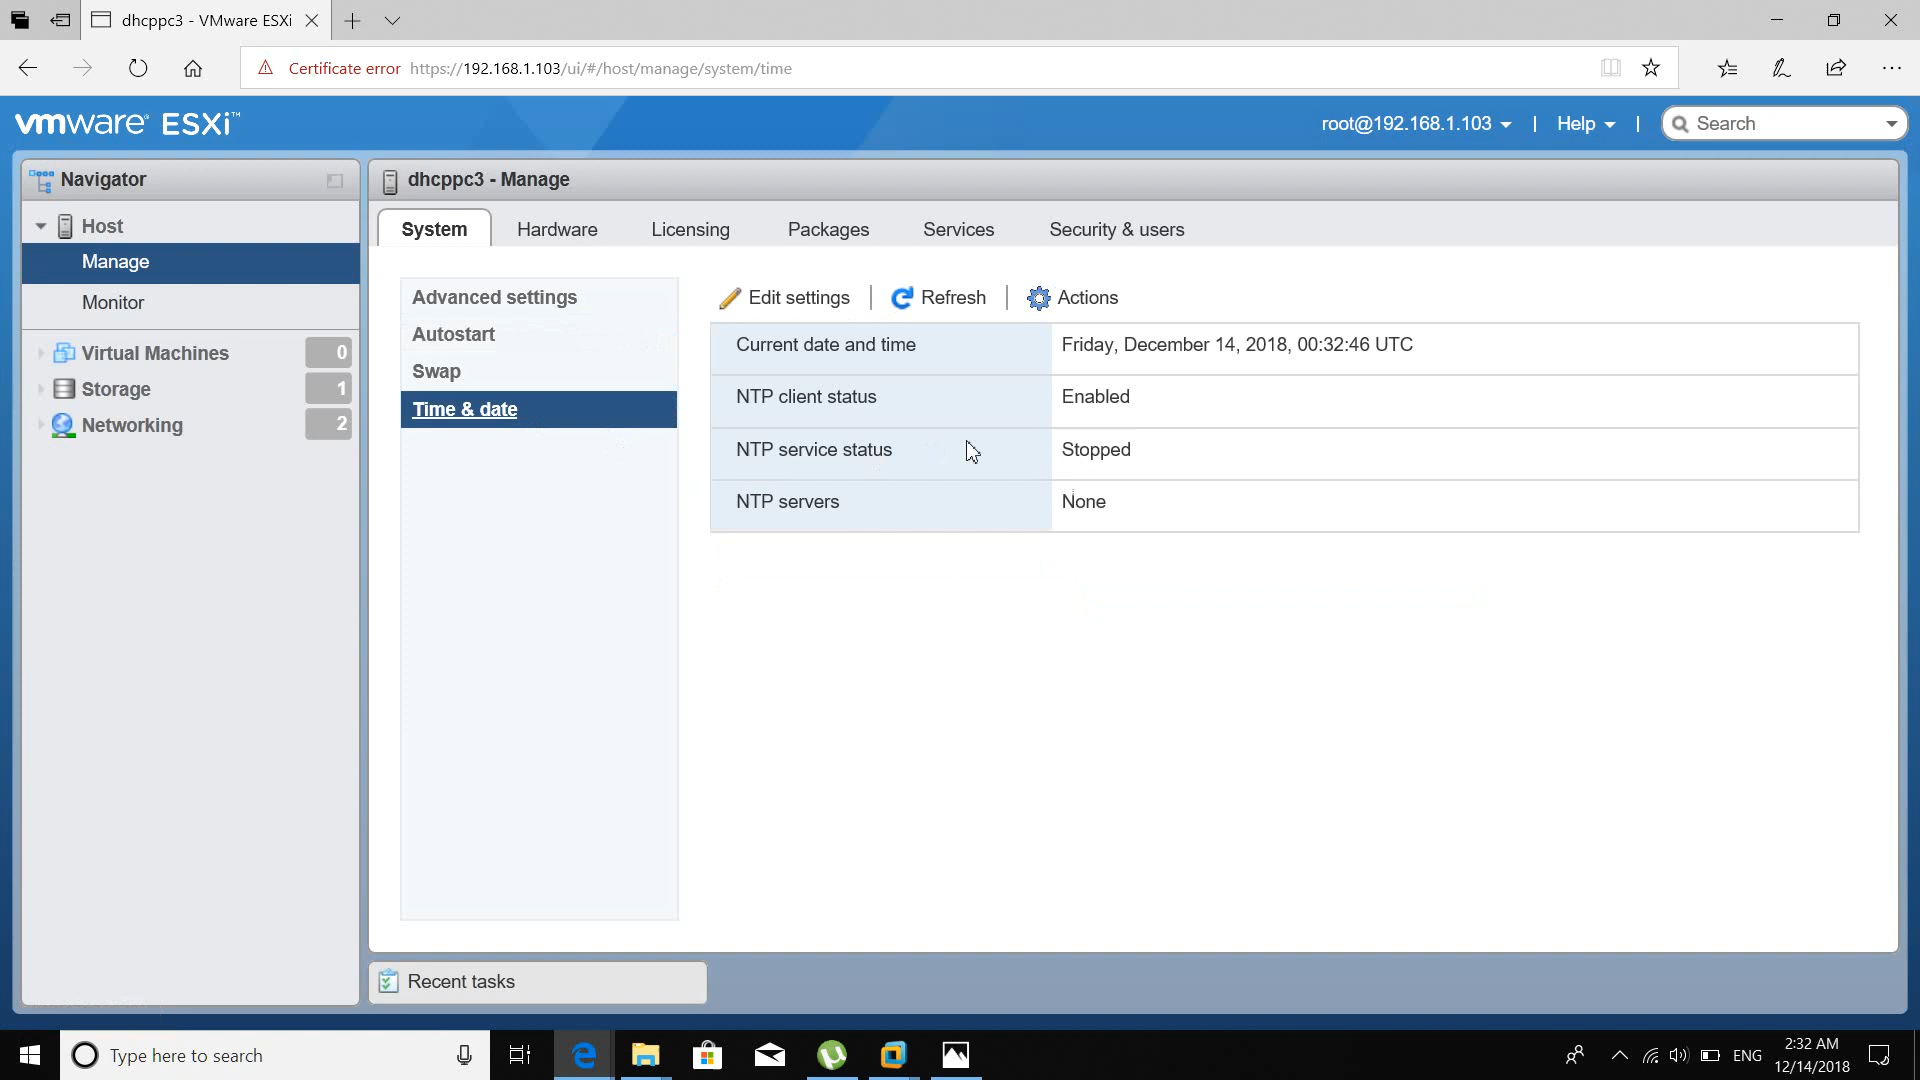 dhcppc3 - VMware ESXi
Certificate error https://192.168.1.103/ui/#/host/manage/system/time
vmware ESXi™
root@192.168.1.103 | Help | Search
Navigator
Host
Manage
Monitor
Virtual Machines 0
Storage 1
Networking 2
dhcppc3 - Manage
System Hardware Licensing Packages Services Security & users
Advanced settings
Autostart
Swap
Time & date
Edit settings | Refresh | Actions
Current date and time Friday, December 14, 2018, 00:32:46 UTC
NTP client status Enabled
NTP service status Stopped
NTP servers None
Recent tasks
Type here to search
ENG
2:32 AM
12/14/2018